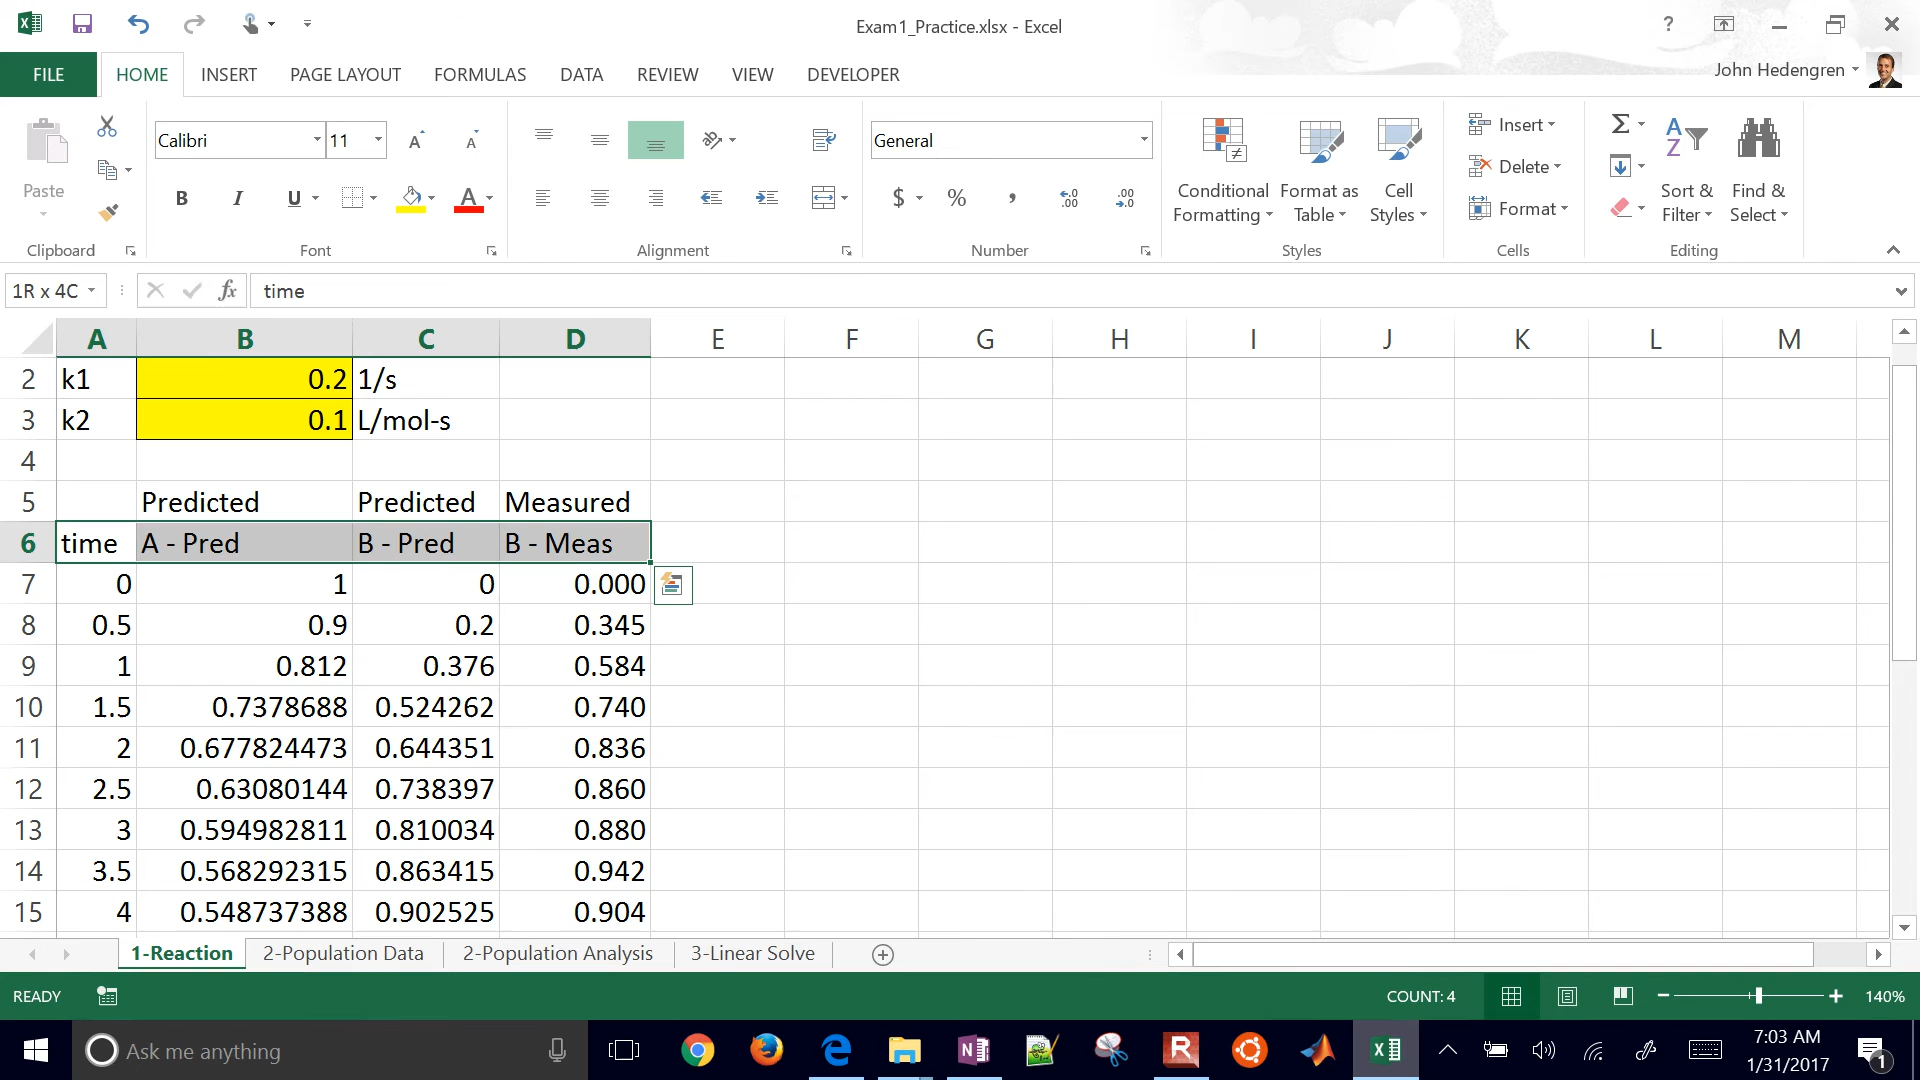 Exam1_Practice.xlsx - Excel
?
FILE HOME INSERT PAGE LAYOUT FORMULAS DATA REVIEW VIEW DEVELOPER
John Hedengren
Paste
Clipboard
Calibri 11
B I U
Font
Alignment
General
$ % ,
Number
Conditional Formatting
Format as Table
Cell Styles
Styles
Insert
Delete
Format
Cells
Sort & Filter
Find & Select
Editing
1R x 4C fx time
A B C D E F G H I J K L M
2 k1 0.2 1/s
3 k2 0.1 L/mol-s
4
5 Predicted Predicted Measured
6 time A - Pred B - Pred B - Meas
7 0 1 0 0.000
8 0.5 0.9 0.2 0.345
9 1 0.812 0.376 0.584
10 1.5 0.7378688 0.524262 0.740
11 2 0.677824473 0.644351 0.836
12 2.5 0.63080144 0.738397 0.860
13 3 0.594982811 0.810034 0.880
14 3.5 0.568292315 0.863415 0.942
15 4 0.548737388 0.902525 0.904
1-Reaction 2-Population Data 2-Population Analysis 3-Linear Solve
READY COUNT: 4 140%
Ask me anything
7:03 AM
1/31/2017
1